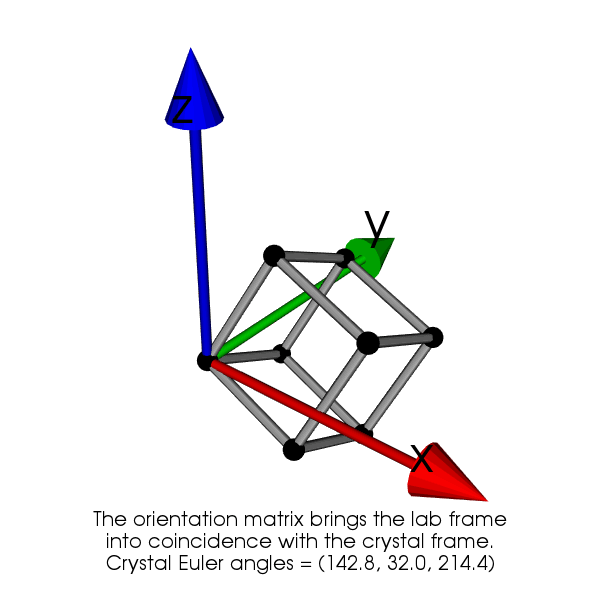 Z
y
x
The orientation matrix brings the lab frame
into coincidence with the crystal frame.
Crystal Euler angles = (142.8, 32.0, 214.4)